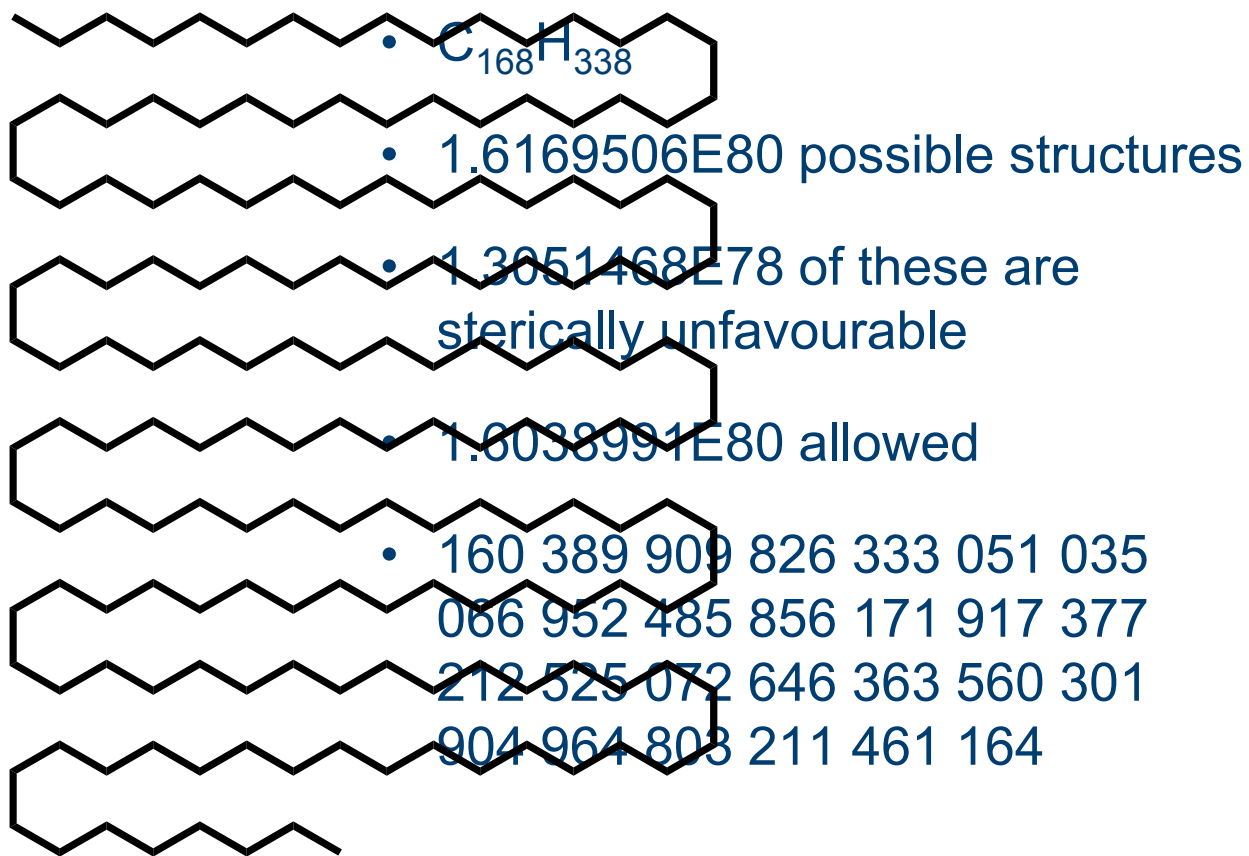 • C₁₆₈H₃₃₈
• 1.6169506E80 possible structures
• 1.3051468E78 of these are
sterically unfavourable
• 1.6038991E80 allowed
• 160 389 909 826 333 051 035
066 952 485 856 171 917 377
212 525 072 646 363 560 301
904 964 803 211 461 164